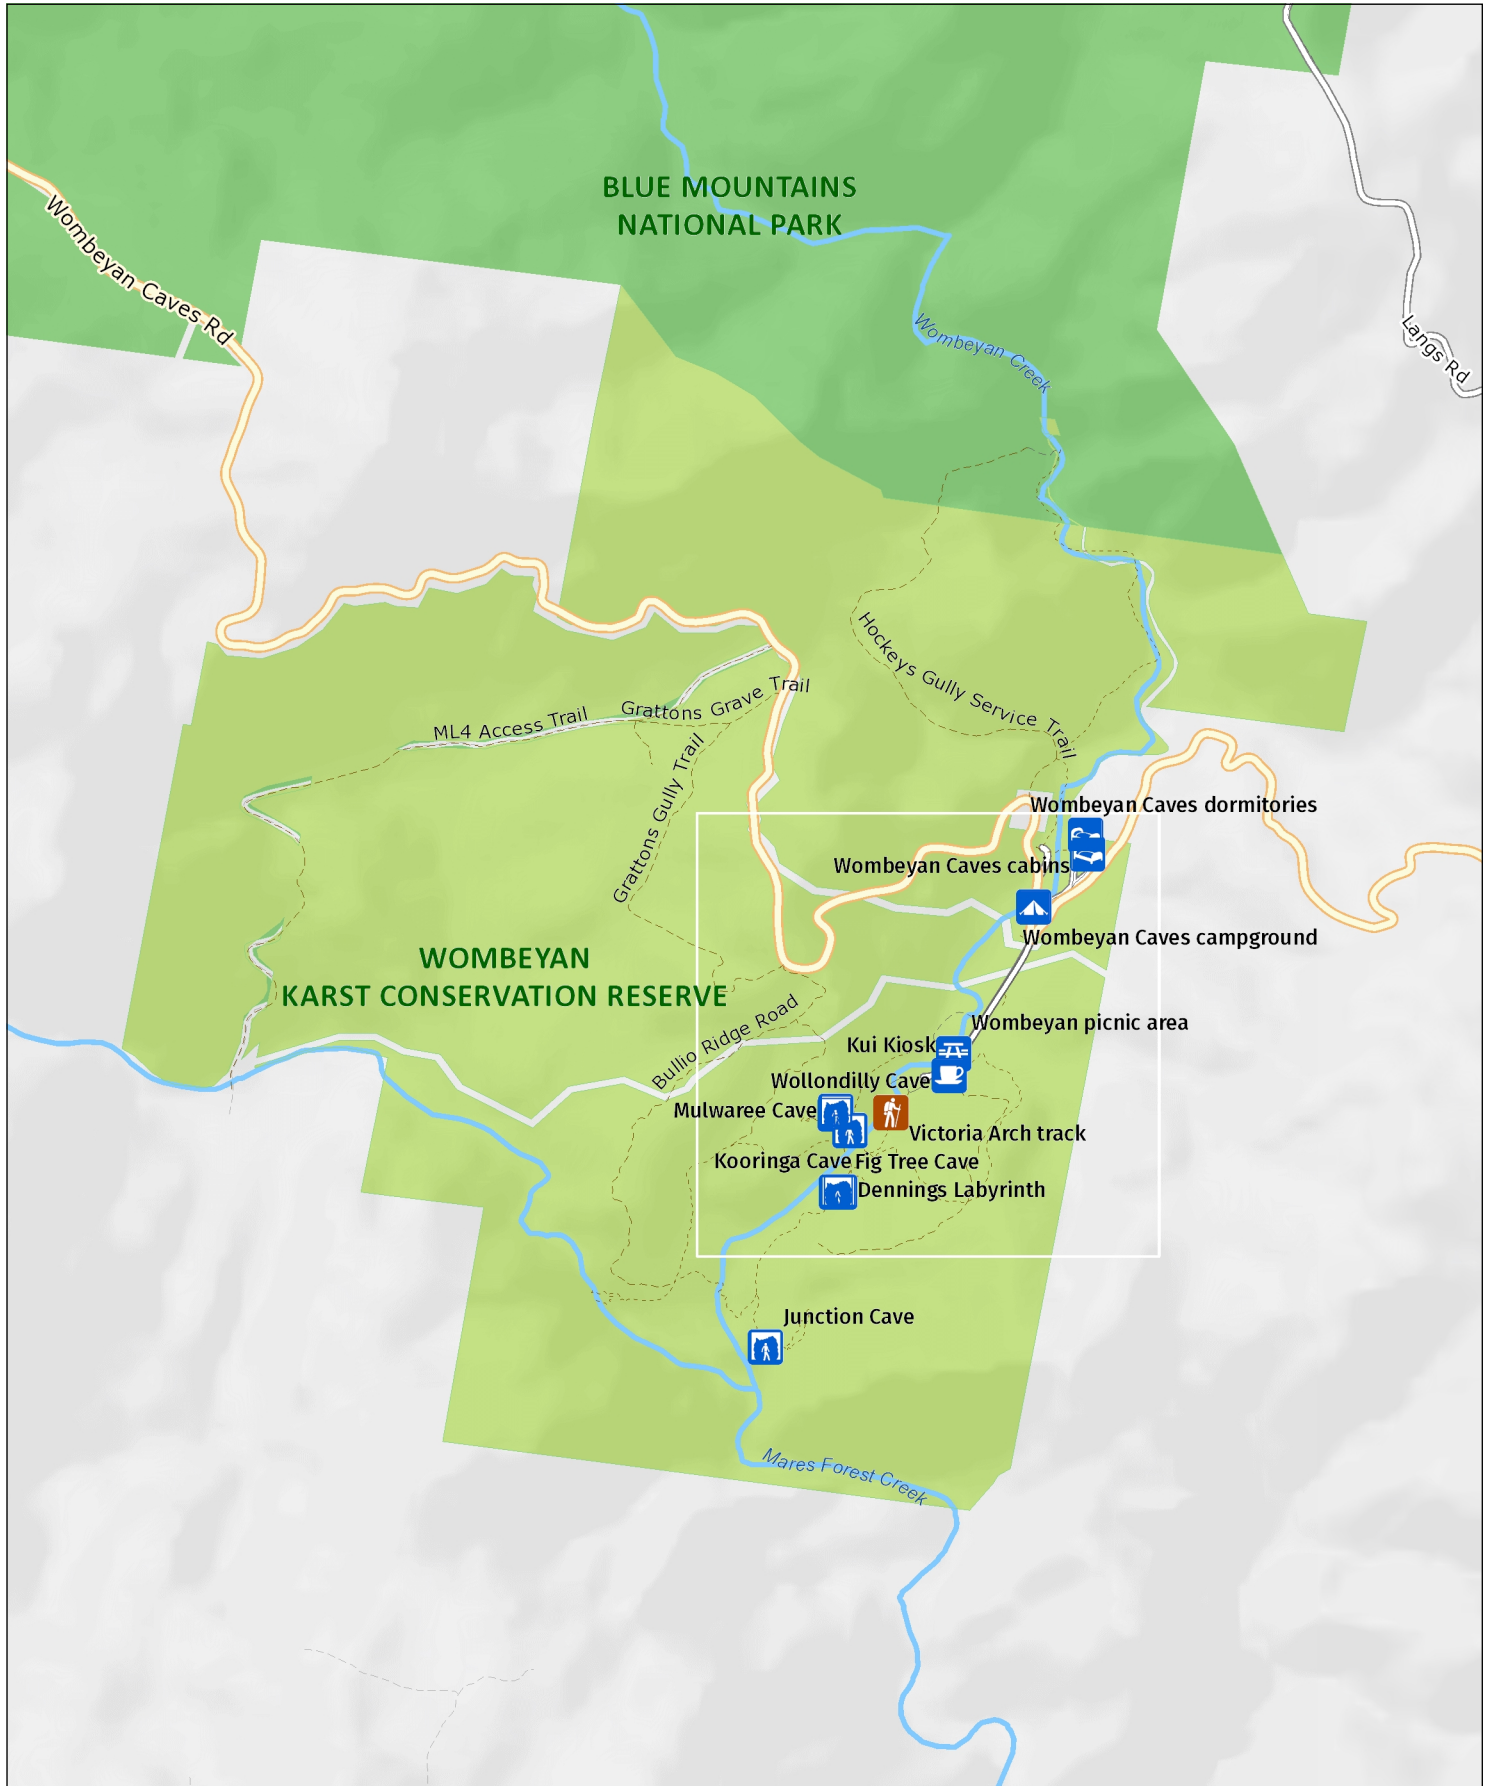 BLUE MOUNTAINS
NATIONAL PARK
Wombeyan Caves Rd
Langs Rd
Wombeyan Creek
Hockeys Gully Service Trail
Grattons Grave Trail
ML4 Access Trail
Grattons Gully Trail
Wombeyan Caves dormitories
Wombeyan Caves cabins
Wombeyan Caves campground
WOMBEYAN
KARST CONSERVATION RESERVE
Bullio Ridge Road
Wombeyan picnic area
Kui Kiosk
Wollondilly Cave
Mulwaree Cave
Victoria Arch track
Kooringa Cave
Fig Tree Cave
Dennings Labyrinth
Junction Cave
Mares Forest Creek